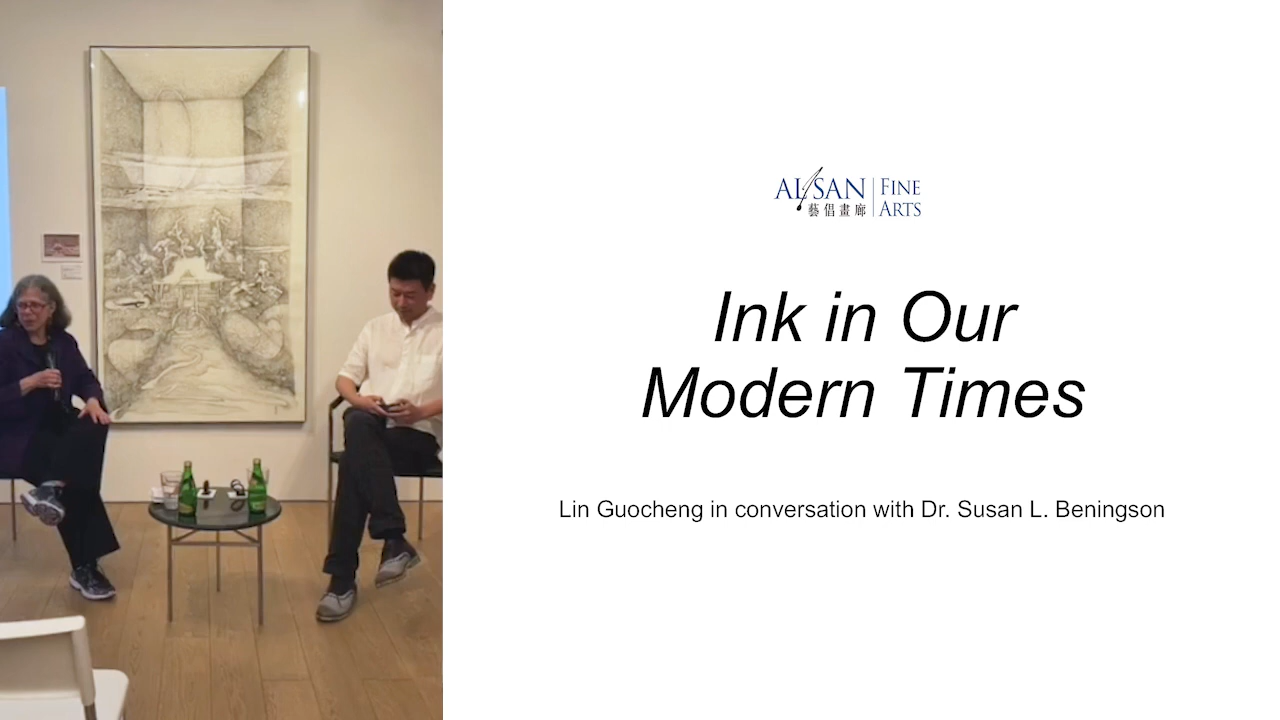 ALISAN FINE
藝倡畫廊 ARTS
Ink in Our
Modern Times
Lin Guocheng in conversation with Dr. Susan L. Beningson